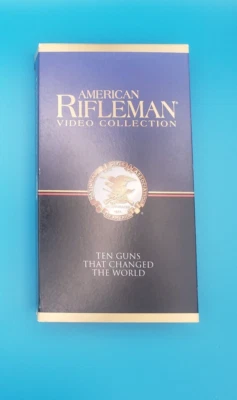 AMERICAN
RIFLEMAN®
VIDEO COLLECTION
TEN GUNS
THAT CHANGED
THE WORLD